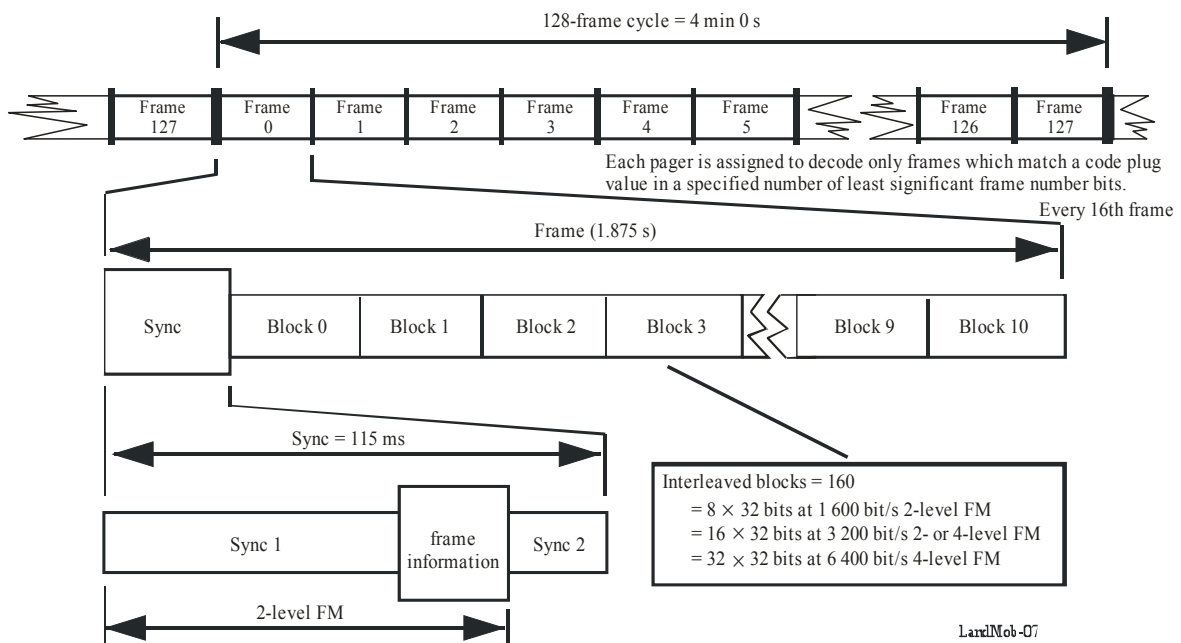 128-frame cycle = 4 min 0 s
Frame 127
Frame 0
Frame 1
Frame 2
Frame 3
Frame 4
Frame 5
Frame 126
Frame 127
Each pager is assigned to decode only frames which match a code plug
value in a specified number of least significant frame number bits.
Every 16th frame
Frame (1.875 s)
Sync
Block 0
Block 1
Block 2
Block 3
Block 9
Block 10
Sync = 115 ms
Interleaved blocks = 160
= 8 × 32 bits at 1 600 bit/s 2-level FM
= 16 × 32 bits at 3 200 bit/s 2- or 4-level FM
= 32 × 32 bits at 6 400 bit/s 4-level FM
Sync 1
frame
information
Sync 2
2-level FM
LandMob-07